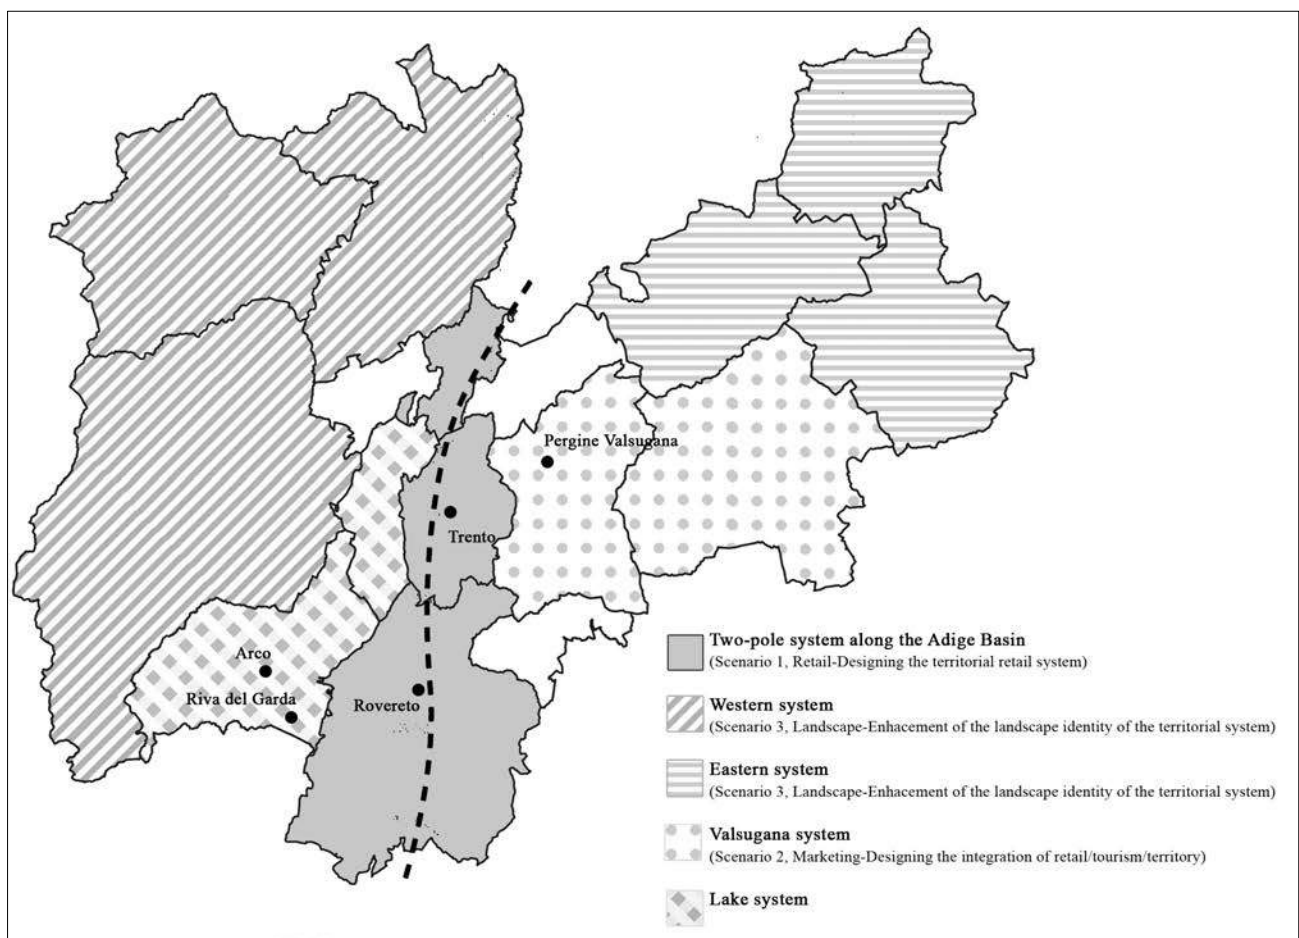 Pergine Valsugana
Trento
Arco
Riva del Garda
Rovereto
Two-pole system along the Adige Basin
(Scenario 1, Retail-Designing the territorial retail system)
Western system
(Scenario 3, Landscape-Enhacement of the landscape identity of the territorial system)
Eastern system
(Scenario 3, Landscape-Enhacement of the landscape identity of the territorial system)
Valsugana system
(Scenario 2, Marketing-Designing the integration of retail/tourism/territory)
Lake system